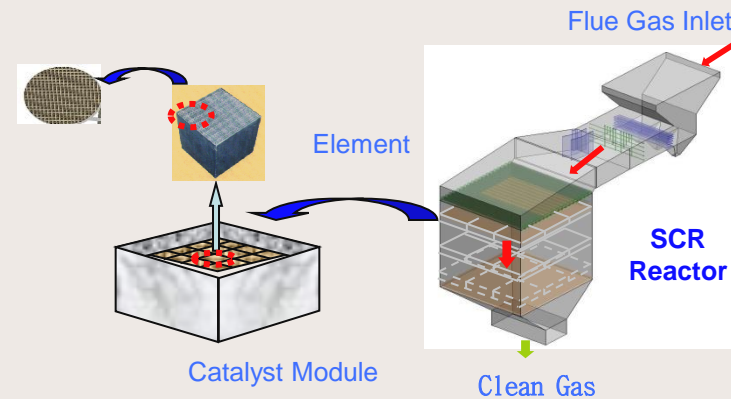 Flue Gas Inlet
Element
SCR
Reactor
Catalyst Module
Clean Gas